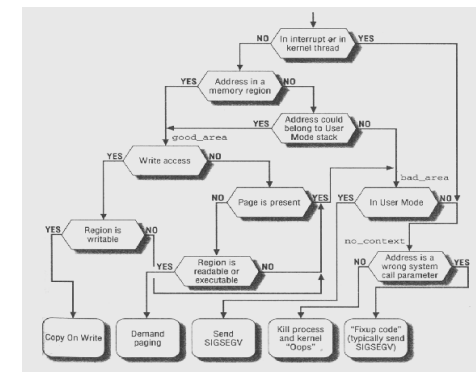 In interrupt or in
kernel thread
NO
YES
Address in a
memory region
YES
NO
Address could
belong to User
Mode stack
YES
NO
good_area
Write access
YES
NO
bad_area
Page is present
NO
YES
In User Mode
YES
NO
Region is
writable
YES
NO
Region is
readable or
executable
YES
NO
no_context
Address is a
wrong system
call parameter
NO
YES
Copy On Write
Demand
paging
Send
SIGSEGV
Kill process
and kernel
"Oops"
"Fixup code"
(typically send
SIGSEGV)